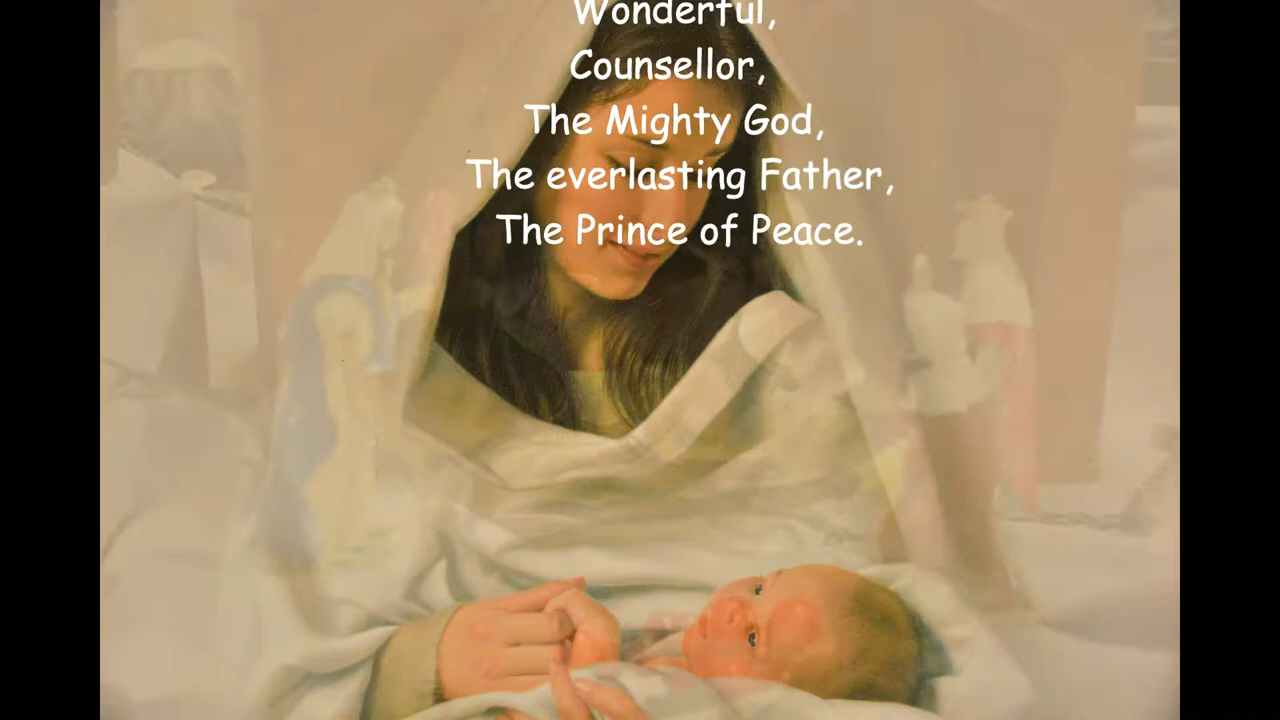 Wonderful,
Counsellor,
The Mighty God,
The everlasting Father,
The Prince of Peace.